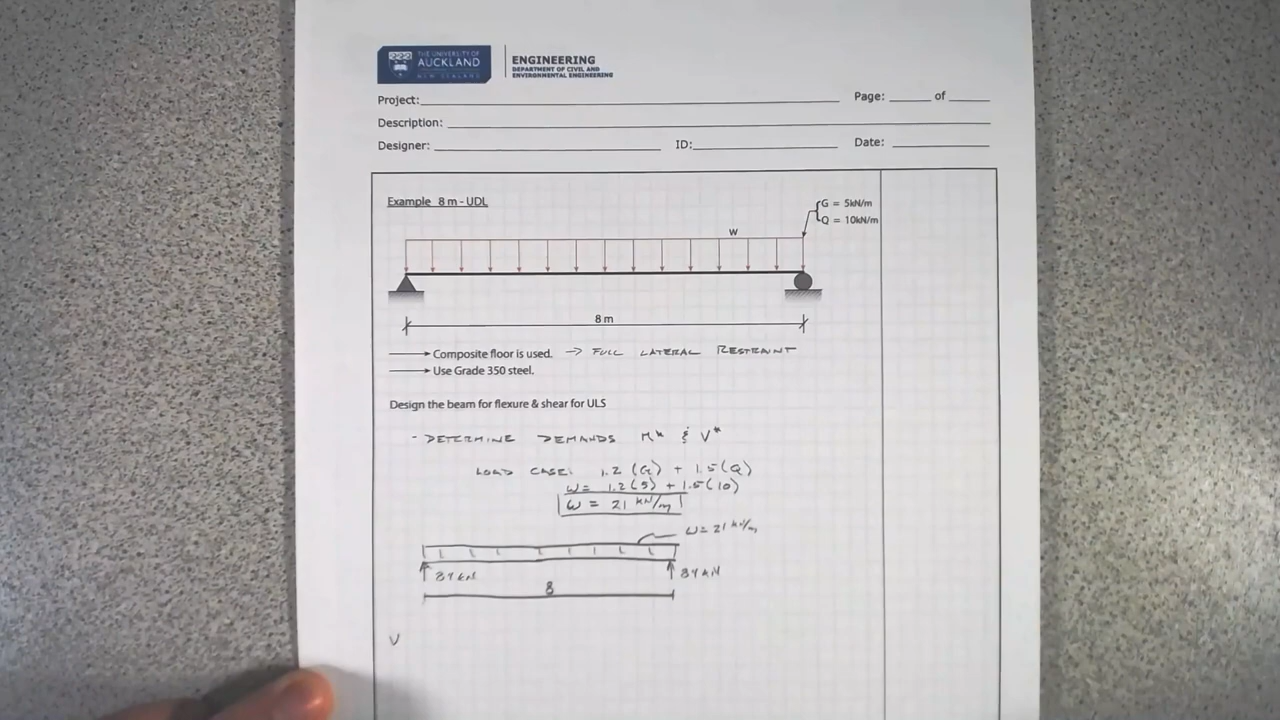 THE UNIVERSITY OF
AUCKLAND
NEW ZEALAND
ENGINEERING
DEPARTMENT OF CIVIL AND
ENVIRONMENTAL ENGINEERING
Project: Page: of
Description:
Designer: ID: Date:
Example 8 m - UDL
G = 5kN/m
Q = 10kN/m
w
8 m
Composite floor is used. → FULL LATERAL RESTRAINT
Use Grade 350 steel.
Design the beam for flexure & shear for ULS
- DETERMINE DEMANDS M* & V*
LOAD CASE: 1.2 (G) + 1.5(Q)
ω = 1.2(5) + 1.5(10)
ω = 21 kN/m
ω = 21 kN/m
84 kN 84 kN
8
V